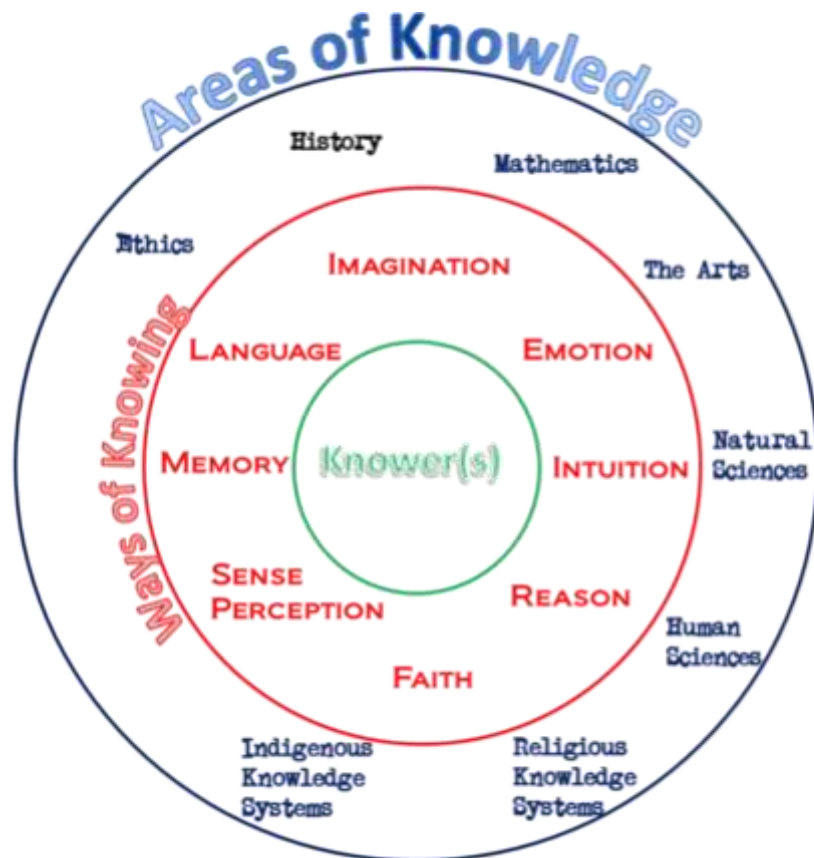 Areas of Knowledge
History
Mathematics
Ethics
The Arts
IMAGINATION
Ways of Knowing
LANGUAGE
EMOTION
MEMORY
Knower(s)
INTUITION
Natural
Sciences
SENSE
PERCEPTION
REASON
Human
Sciences
FAITH
Indigenous
Knowledge
Systems
Religious
Knowledge
Systems